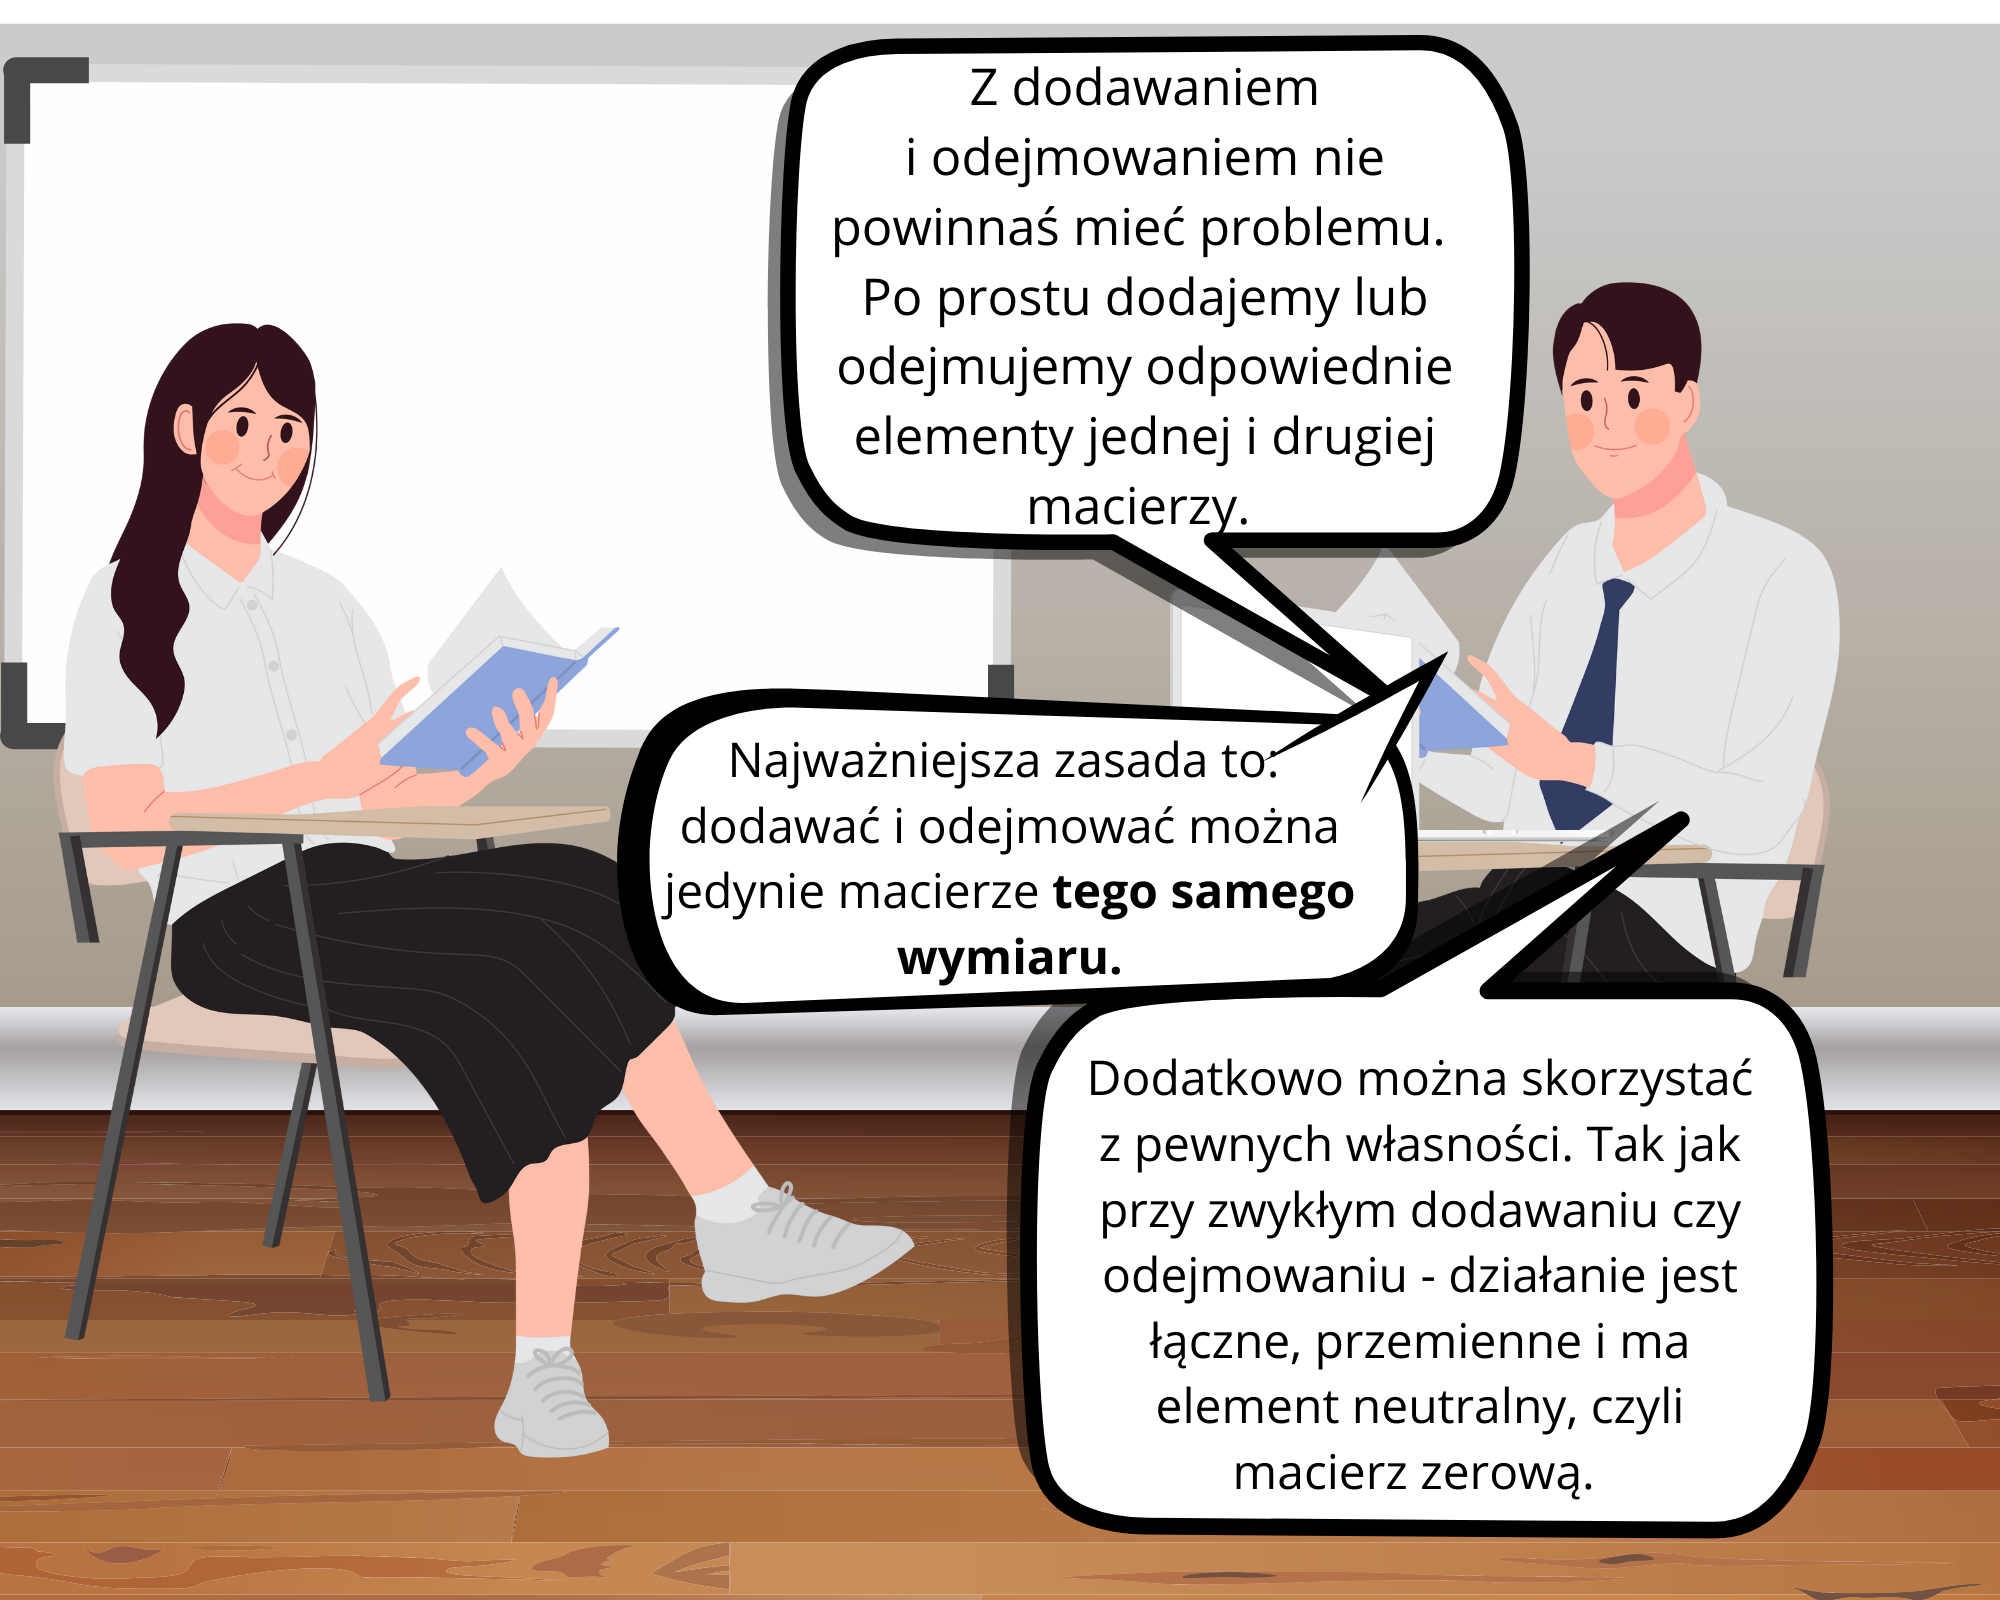 Z dodawaniem
i odejmowaniem nie
powinnaś mieć problemu.
Po prostu dodajemy lub
odejmujemy odpowiednie
elementy jednej i drugiej
macierzy.
Najważniejsza zasada to:
dodawać i odejmować można
jedynie macierze tego samego
wymiaru.
Dodatkowo można skorzystać
z pewnych własności. Tak jak
przy zwykłym dodawaniu czy
odejmowaniu - działanie jest
łączne, przemienne i ma
element neutralny, czyli
macierz zerową.